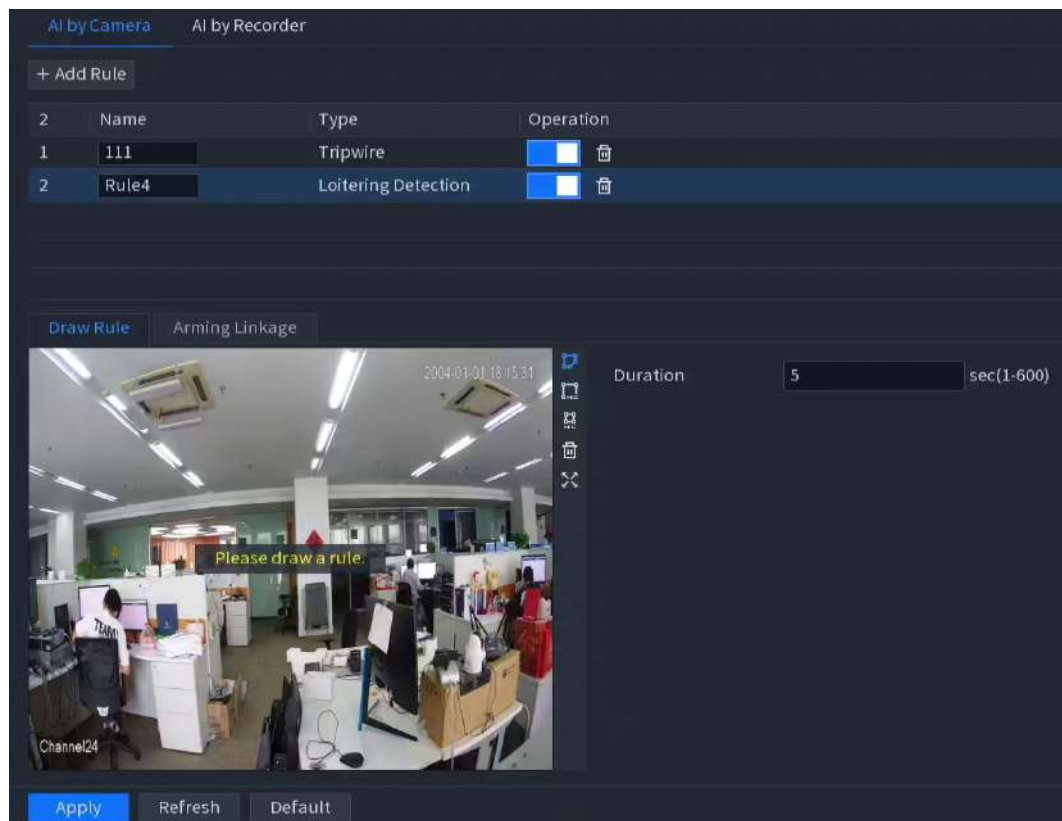 AI by Camera AI by Recorder
+ Add Rule
2 Name Type Operation
1 111 Tripwire
2 Rule4 Loitering Detection
Draw Rule Arming Linkage
2004-03-01 18:15:31
Duration 5 sec(1-600)
Please draw a rule.
TEAM
Channel24
Apply Refresh Default